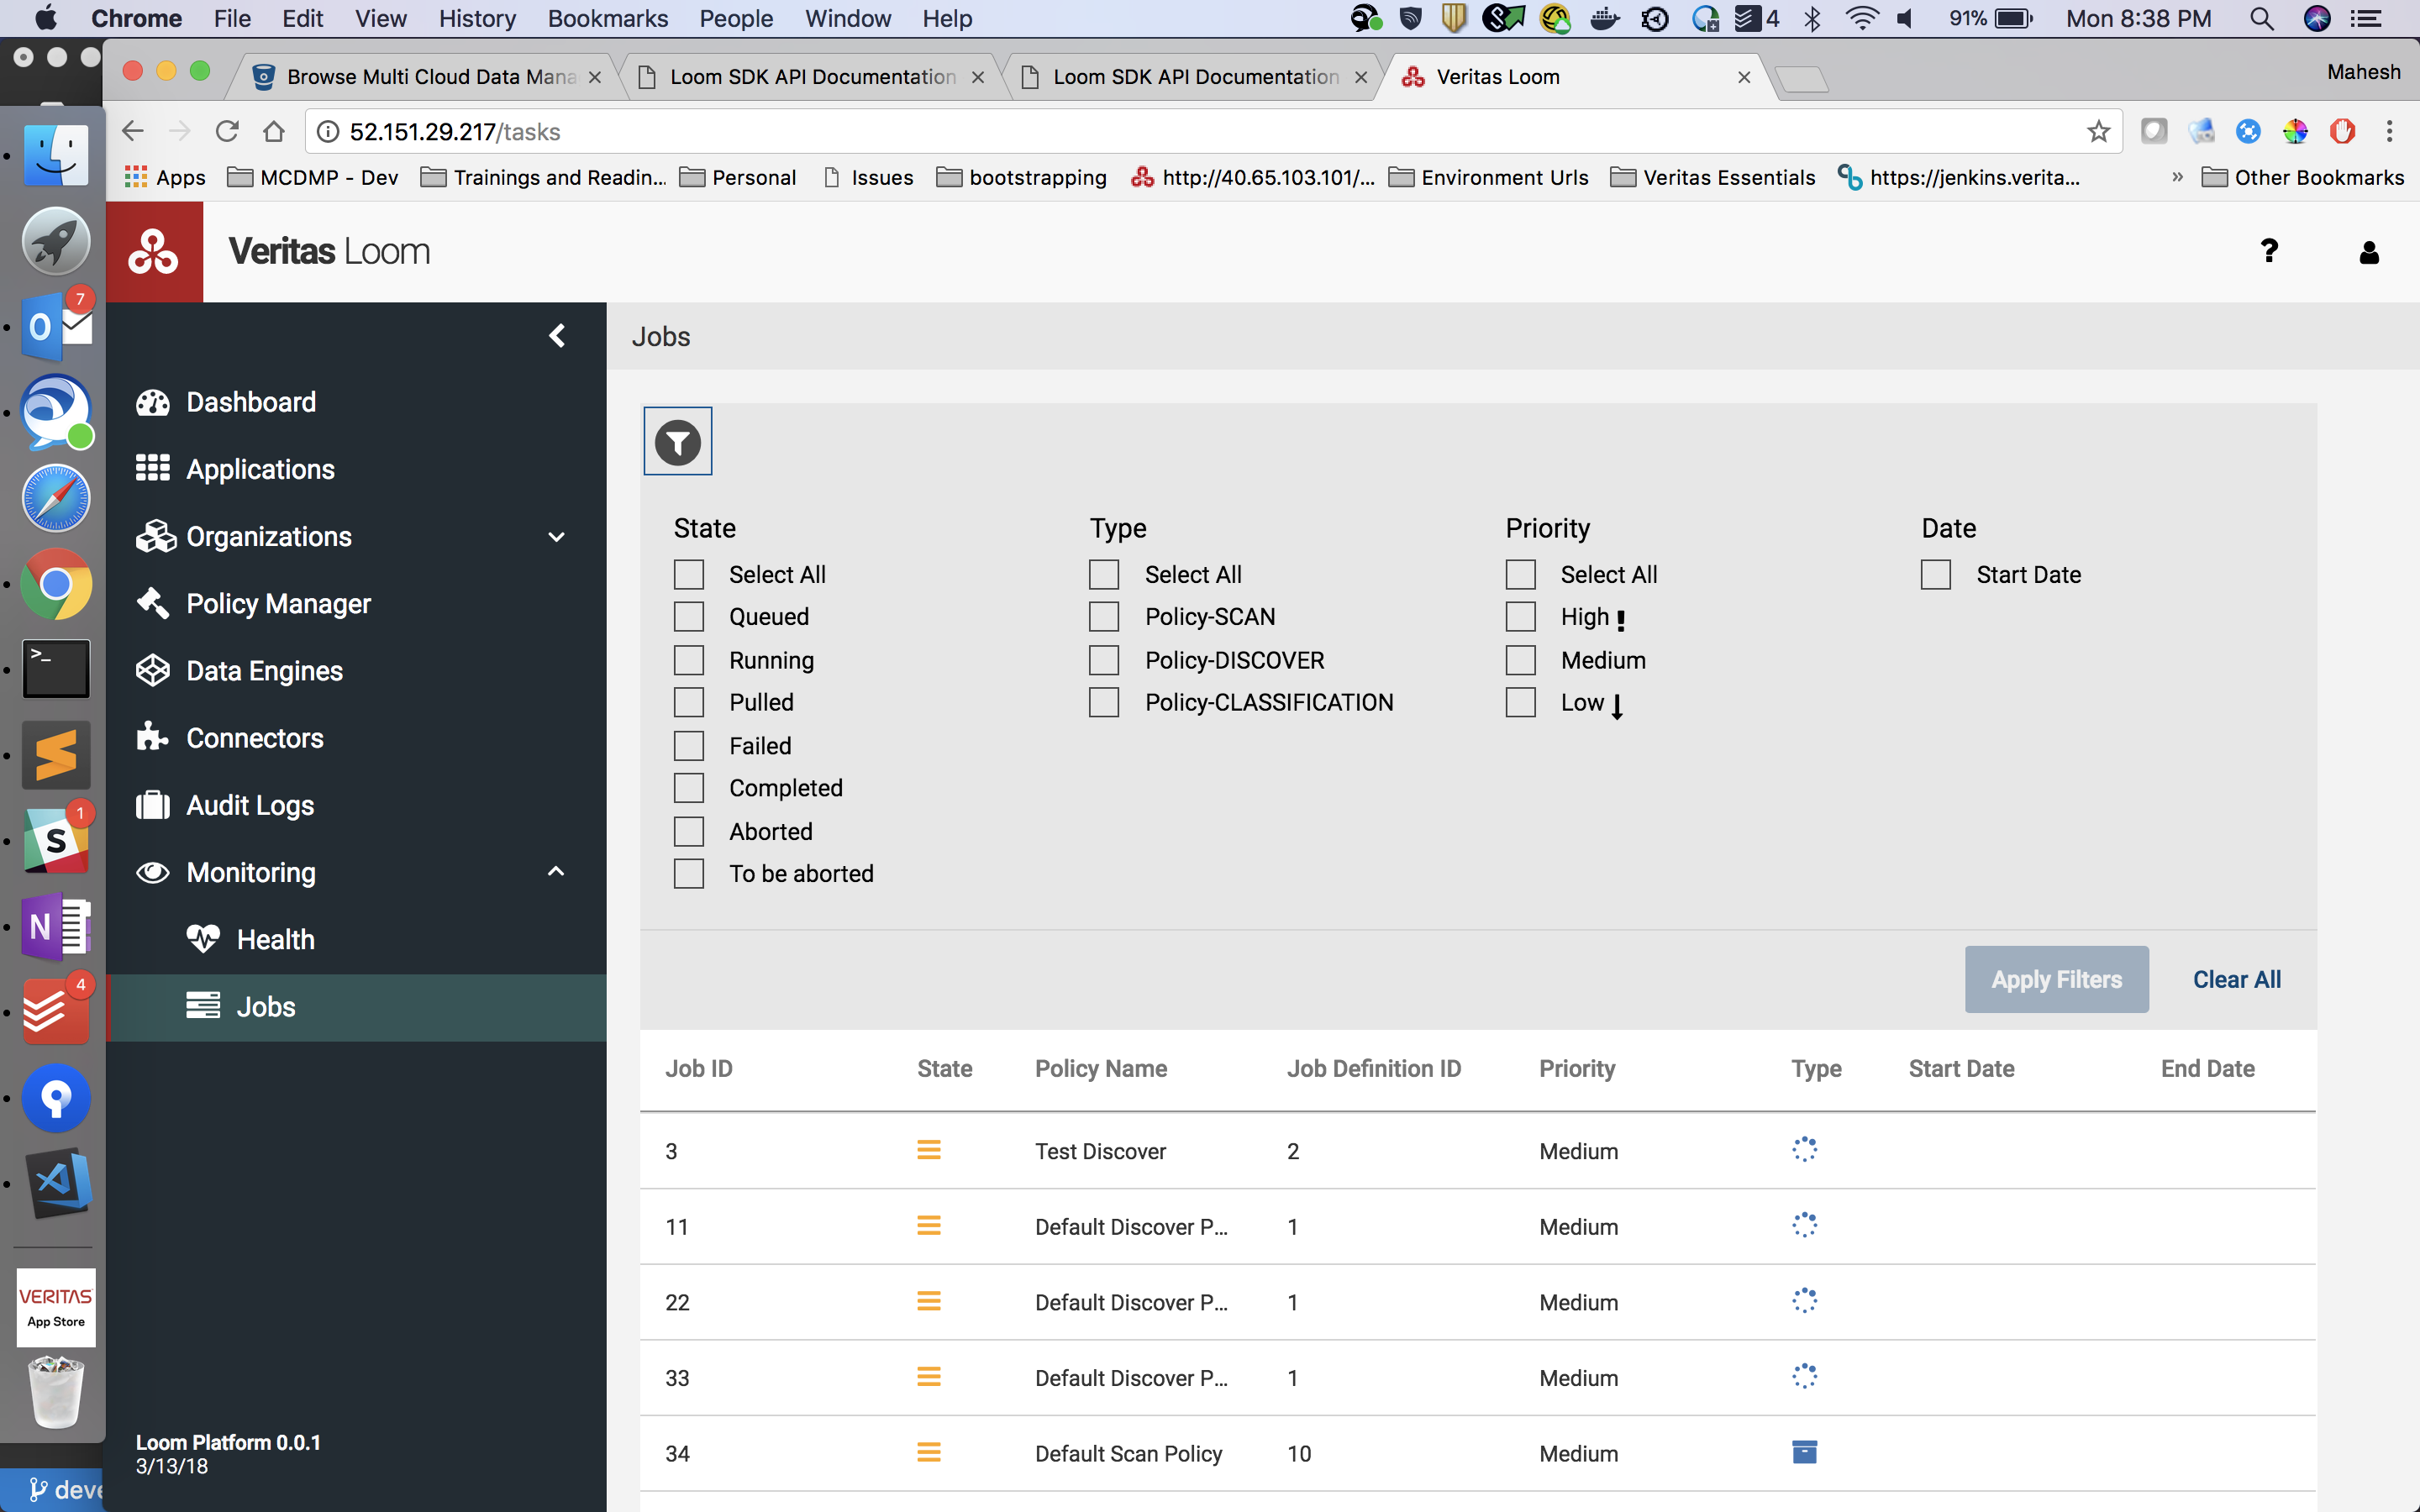 Chrome File Edit View History Bookmarks People Window Help 4 91% Mon 8:38 PM
Browse Multi Cloud Data Mana Loom SDK API Documentation Loom SDK API Documentation Veritas Loom Mahesh
52.151.29.217/tasks
Apps MCDMP - Dev Trainings and Readin... Personal Issues bootstrapping http://40.65.103.101/... Environment Urls Veritas Essentials https://jenkins.verita... » Other Bookmarks
Veritas Loom ?
7
O
Jobs
Dashboard
Applications
Organizations
Policy Manager
Data Engines
Connectors
Audit Logs
Monitoring
Health
Jobs
>_
1
S
N
4
State Type Priority Date
Select All Select All Select All Start Date
Queued Policy-SCAN High !
Running Policy-DISCOVER Medium
Pulled Policy-CLASSIFICATION Low
Failed
Completed
Aborted
To be aborted
Apply Filters Clear All
Job ID State Policy Name Job Definition ID Priority Type Start Date End Date
3 Test Discover 2 Medium
11 Default Discover P... 1 Medium
22 Default Discover P... 1 Medium
33 Default Discover P... 1 Medium
34 Default Scan Policy 10 Medium
VERITAS
App Store
Loom Platform 0.0.1
3/13/18
deve